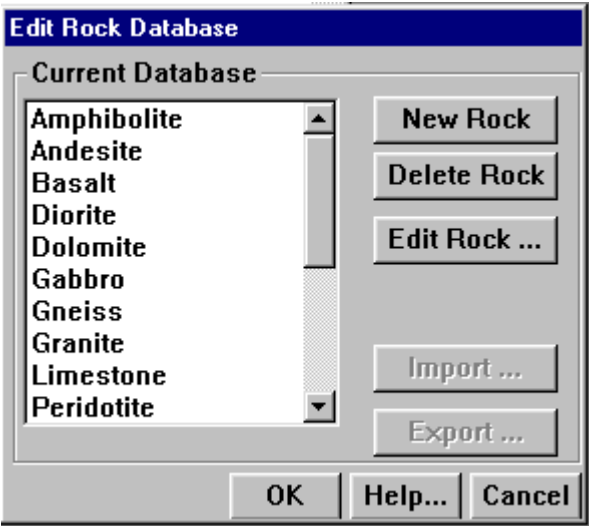 Edit Rock Database
Current Database
Amphibolite
Andesite
Basalt
Diorite
Dolomite
Gabbro
Gneiss
Granite
Limestone
Peridotite
New Rock
Delete Rock
Edit Rock ...
Import ...
Export ...
OK
Help...
Cancel